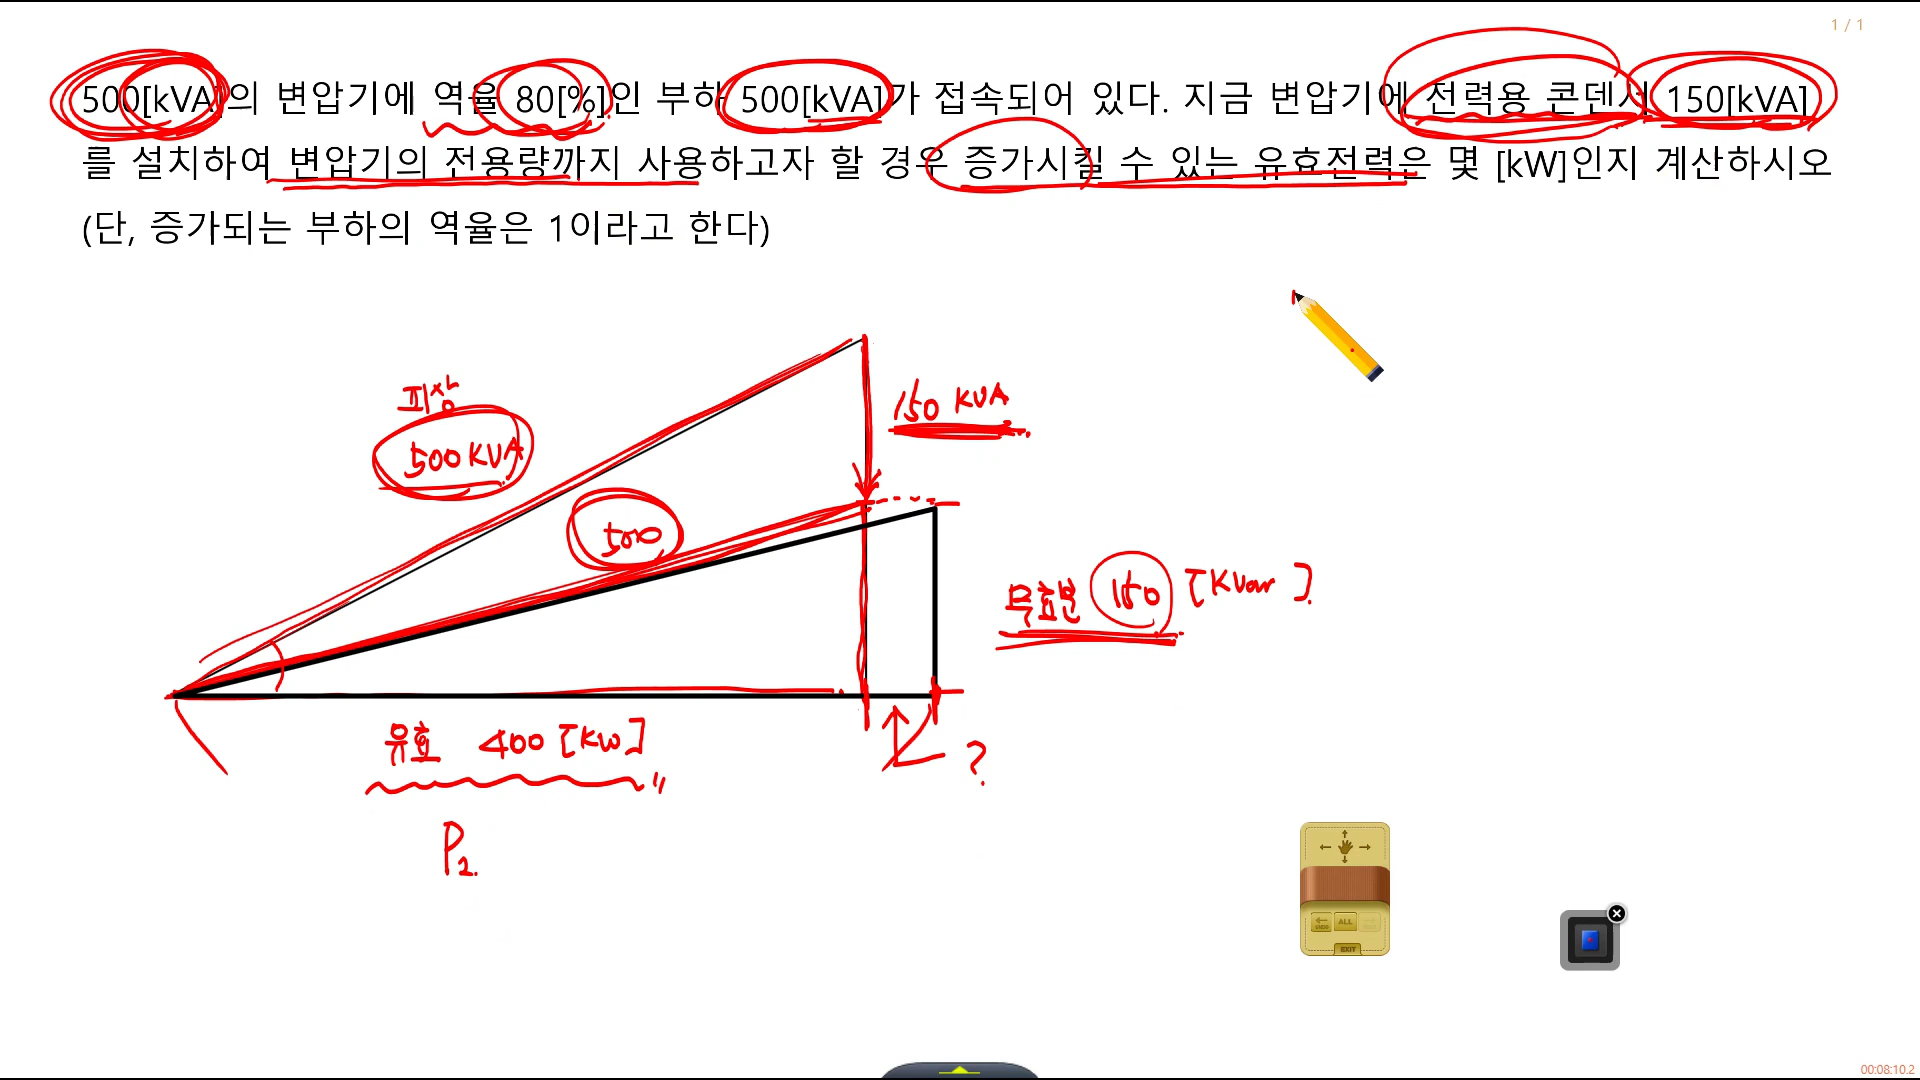 1 / 1
500[kVA]의 변압기에 역율 80[%]인 부하 500[kVA]가 접속되어 있다. 지금 변압기에 전력용 콘덴서 150[kVA]
를 설치하여 변압기의 전용량까지 사용하고자 할 경우 증가시킬 수 있는 유효전력은 몇 [kW]인지 계산하시오
(단, 증가되는 부하의 역율은 1이라고 한다)
피상
500 KVA
150 KVA
500
무효분 150 [KVar]
유효 400 [KW]
?
P2
ALL
EXIT
00:08:10.2